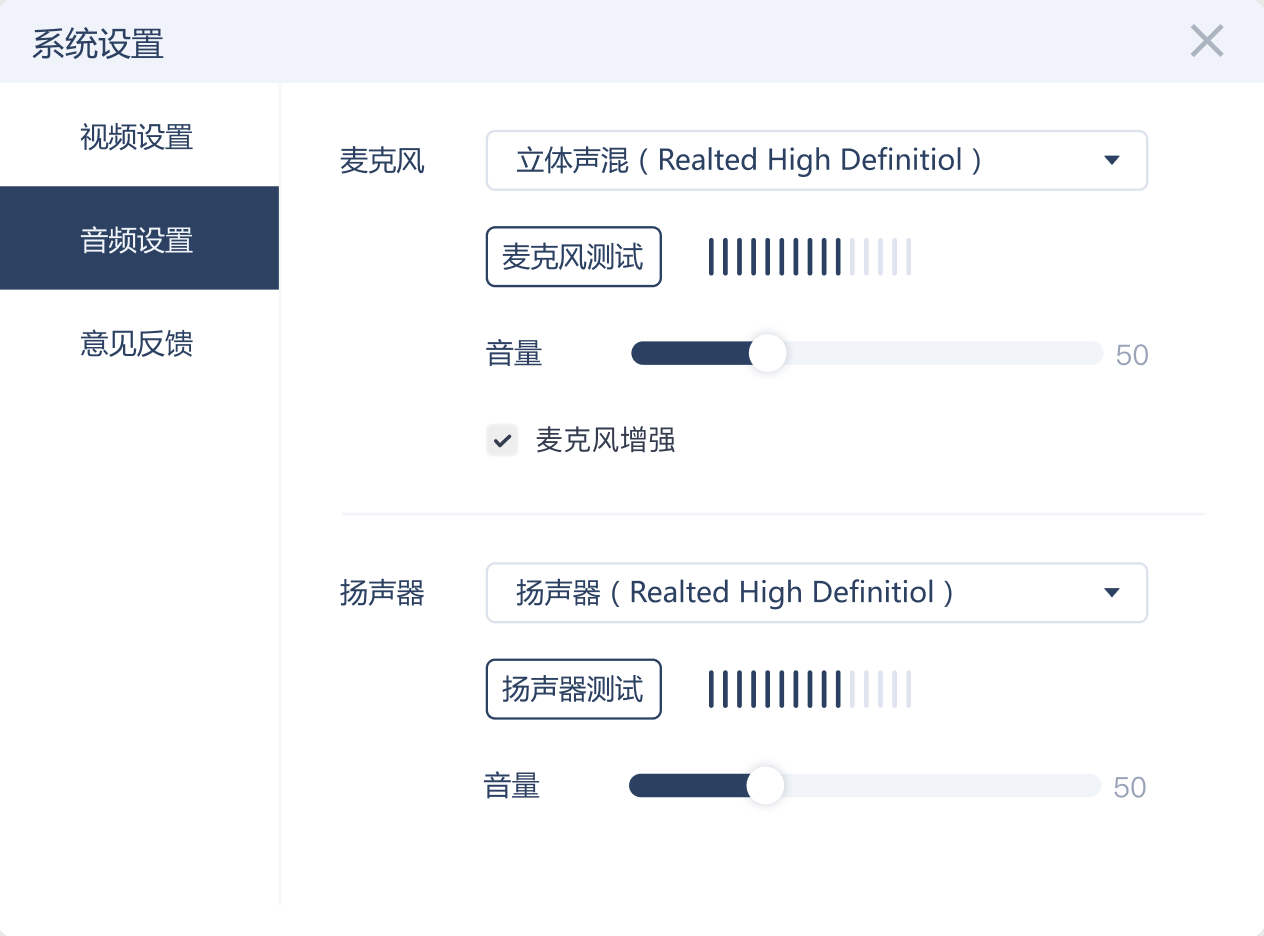 系统设置
视频设置
音频设置
意见反馈
麦克风
立体声混（Realted High Definitiol）
麦克风测试
音量
50
麦克风增强
扬声器
扬声器（Realted High Definitiol）
扬声器测试
音量
50